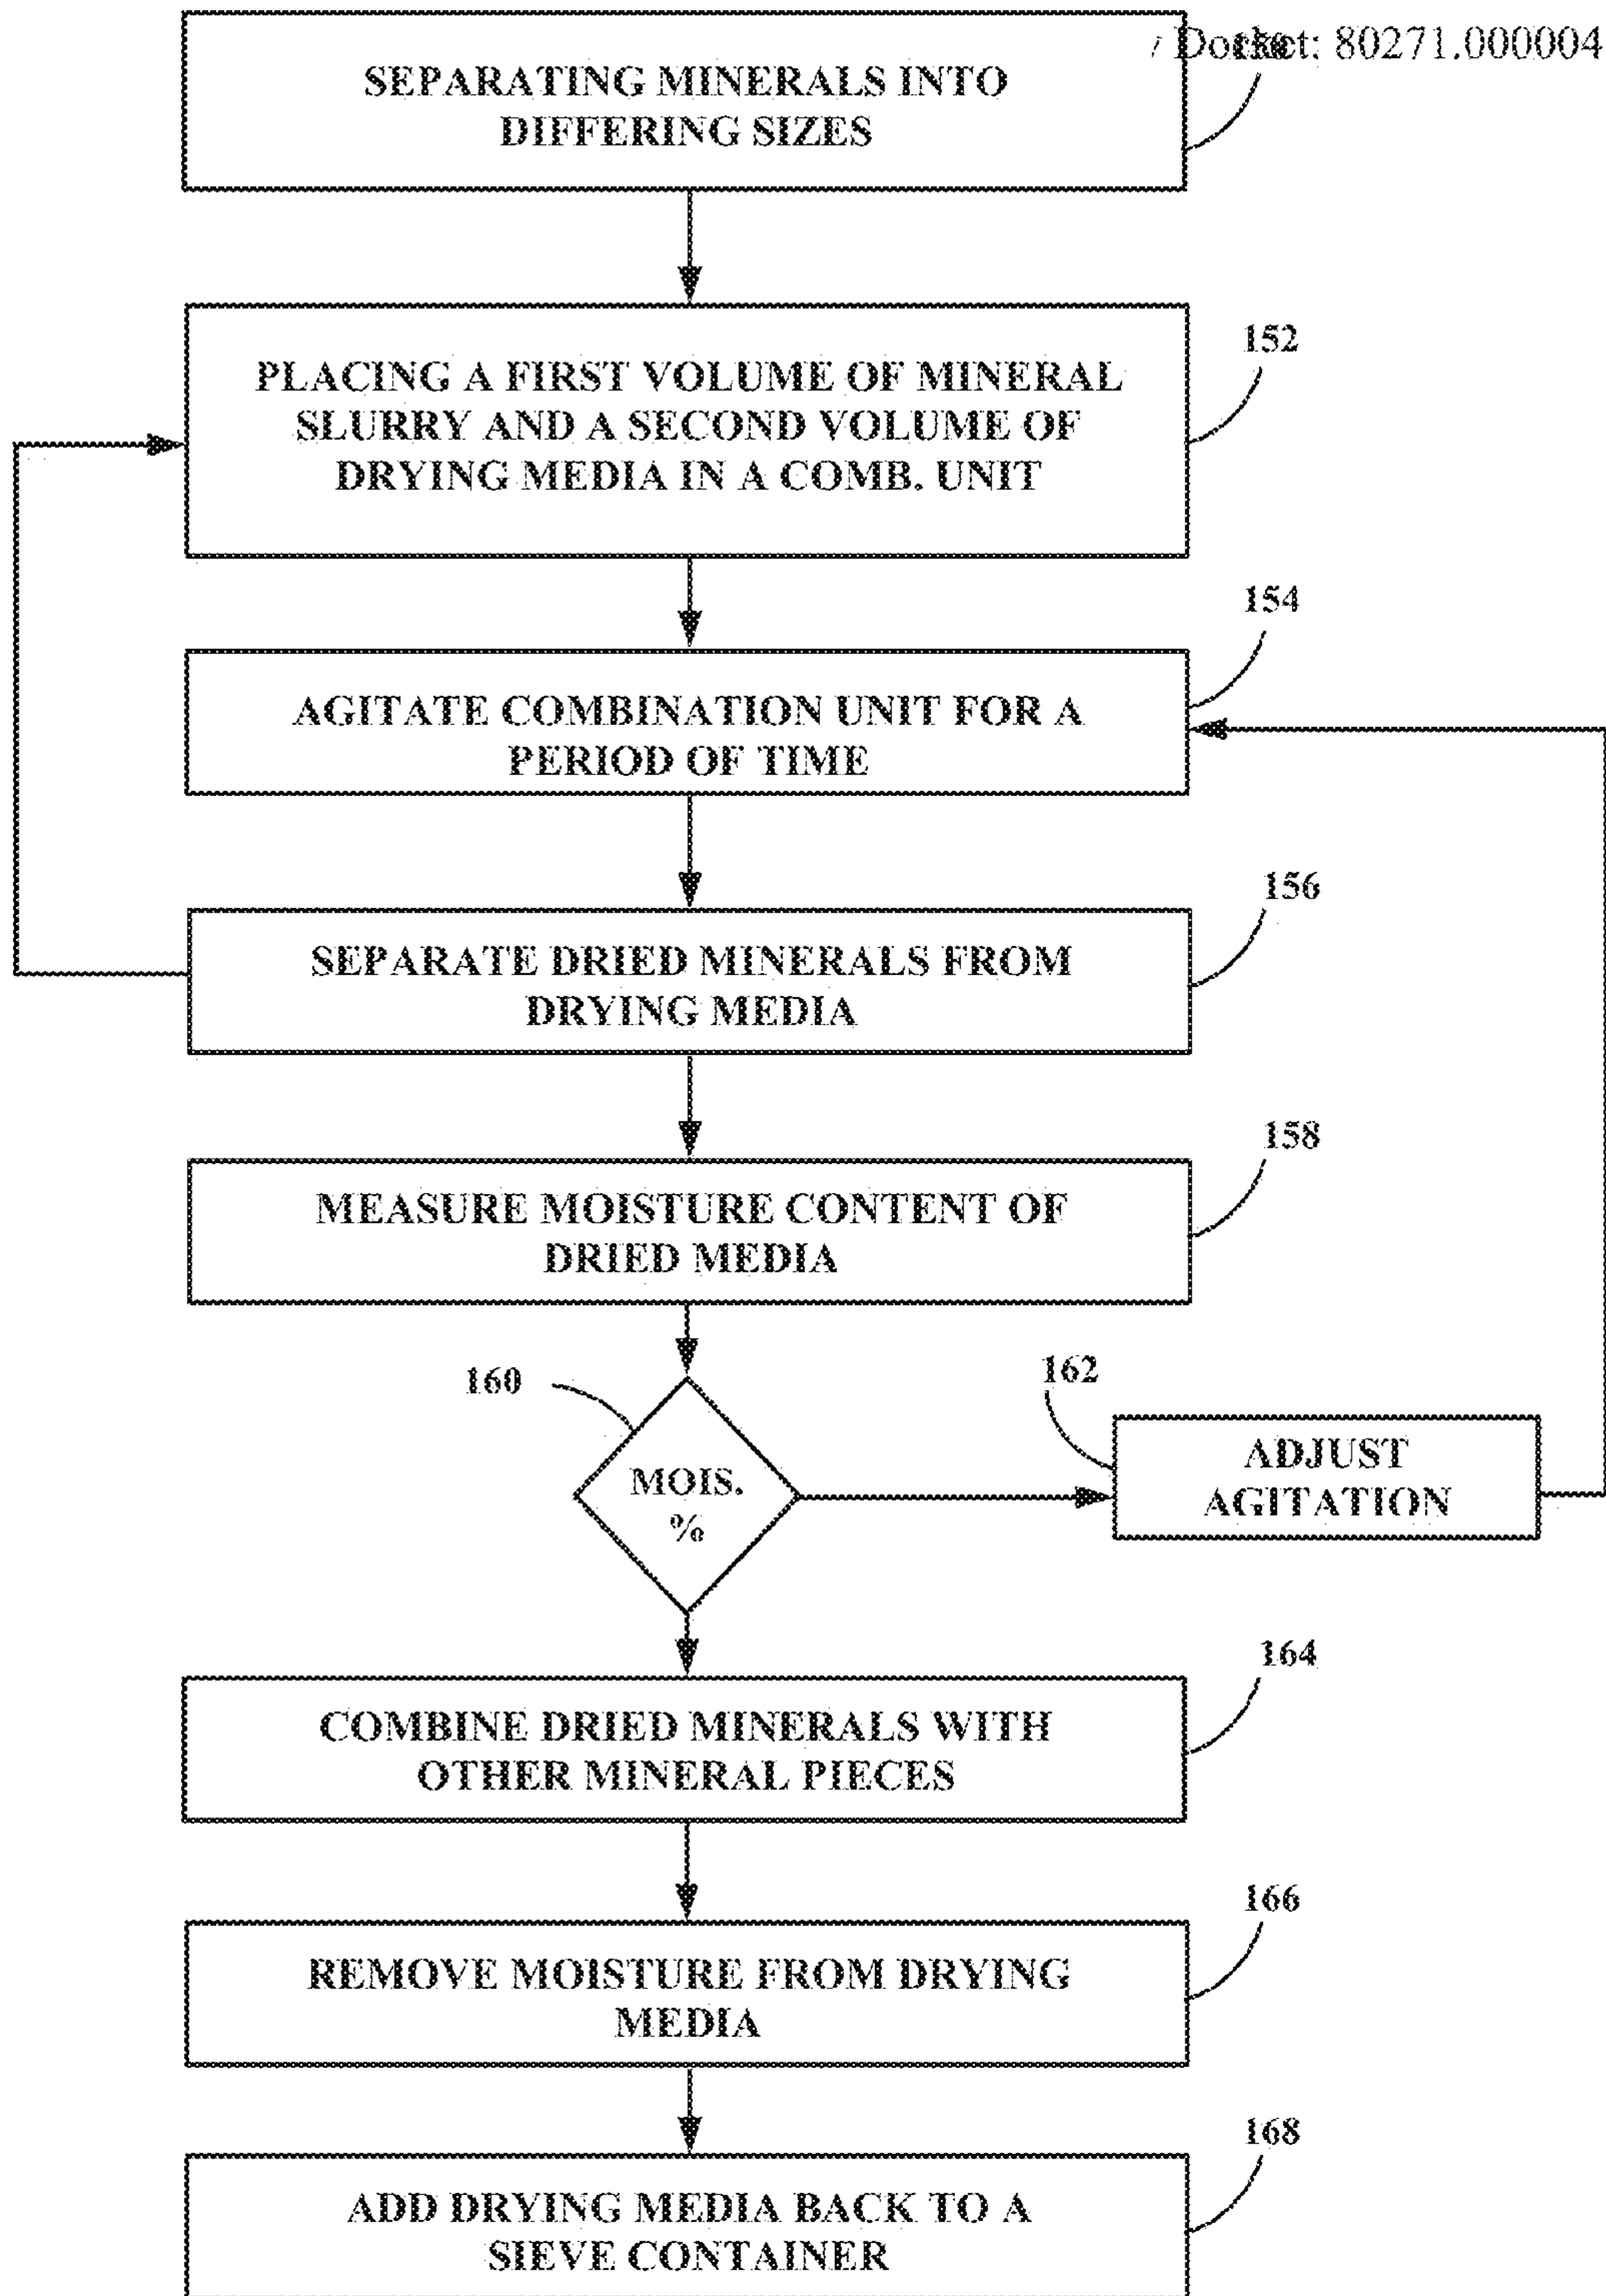 Docket: 80271.000004
SEPARATING MINERALS INTO
DIFFERING SIZES
152
PLACING A FIRST VOLUME OF MINERAL
SLURRY AND A SECOND VOLUME OF
DRYING MEDIA IN A COMB. UNIT
154
AGITATE COMBINATION UNIT FOR A
PERIOD OF TIME
156
SEPARATE DRIED MINERALS FROM
DRYING MEDIA
158
MEASURE MOISTURE CONTENT OF
DRIED MEDIA
160
MOIS.
%
162
ADJUST
AGITATION
164
COMBINE DRIED MINERALS WITH
OTHER MINERAL PIECES
166
REMOVE MOISTURE FROM DRYING
MEDIA
168
ADD DRYING MEDIA BACK TO A
SIEVE CONTAINER